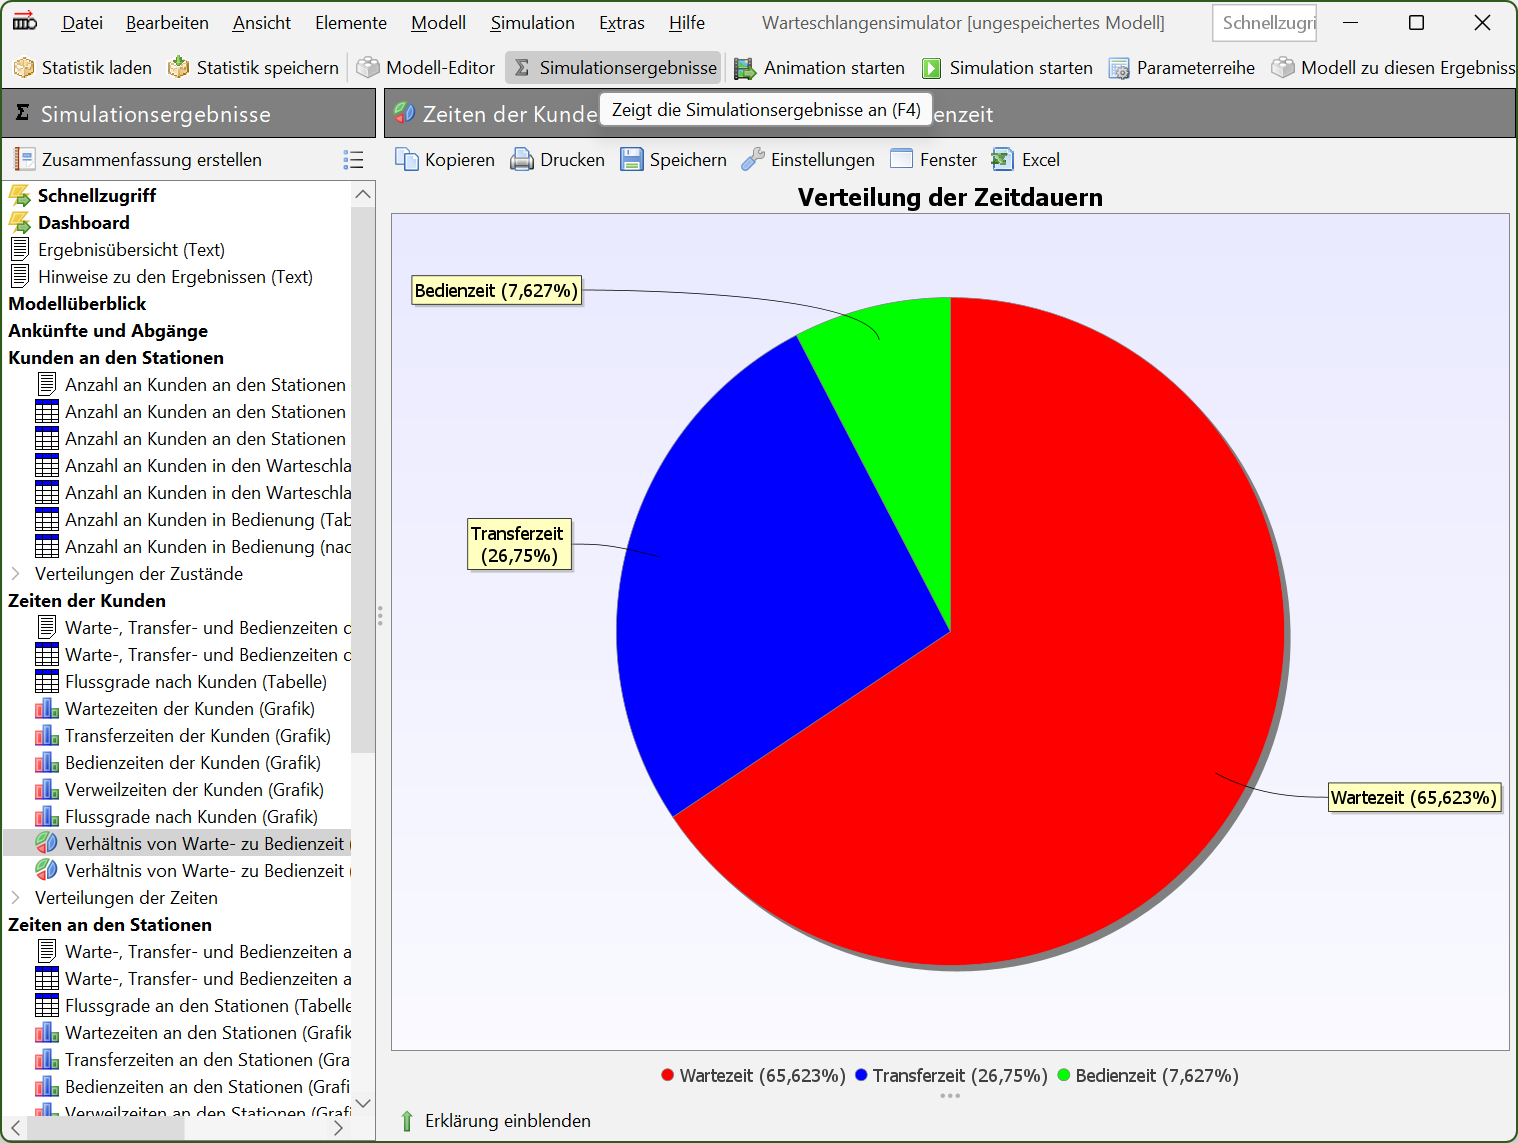 Datei Bearbeiten Ansicht Elemente Modell Simulation Extras Hilfe Warteschlangensimulator [ungespeichertes Modell] Schnellzugri
Statistik laden Statistik speichern Modell-Editor Simulationsergebnisse Animation starten Simulation starten Parameterreihe Modell zu diesen Ergebniss
Simulationsergebnisse
Zeiten der Kunde
Zeigt die Simulationsergebnisse an (F4)
enzeit
Zusammenfassung erstellen
Kopieren Drucken Speichern Einstellungen Fenster Excel
Schnellzugriff
Dashboard
Ergebnisübersicht (Text)
Hinweise zu den Ergebnissen (Text)
Modellüberblick
Ankünfte und Abgänge
Kunden an den Stationen
Anzahl an Kunden an den Stationen
Anzahl an Kunden an den Stationen
Anzahl an Kunden an den Stationen
Anzahl an Kunden in den Warteschla
Anzahl an Kunden in den Warteschla
Anzahl an Kunden in Bedienung (Tab
Anzahl an Kunden in Bedienung (nac
Verteilungen der Zustände
Zeiten der Kunden
Warte-, Transfer- und Bedienzeiten d
Warte-, Transfer- und Bedienzeiten d
Flussgrade nach Kunden (Tabelle)
Wartezeiten der Kunden (Grafik)
Transferzeiten der Kunden (Grafik)
Bedienzeiten der Kunden (Grafik)
Verweilzeiten der Kunden (Grafik)
Flussgrade nach Kunden (Grafik)
Verhältnis von Warte- zu Bedienzeit (
Verhältnis von Warte- zu Bedienzeit (
Verteilungen der Zeiten
Zeiten an den Stationen
Warte-, Transfer- und Bedienzeiten a
Warte-, Transfer- und Bedienzeiten a
Flussgrade an den Stationen (Tabelle
Wartezeiten an den Stationen (Grafik
Transferzeiten an den Stationen (Gra
Bedienzeiten an den Stationen (Grafi
Verweilzeiten an den Stationen (Grafi
Verteilung der Zeitdauern
Bedienzeit (7,627%)
Transferzeit
(26,75%)
Wartezeit (65,623%)
Wartezeit (65,623%) Transferzeit (26,75%) Bedienzeit (7,627%)
Erklärung einblenden